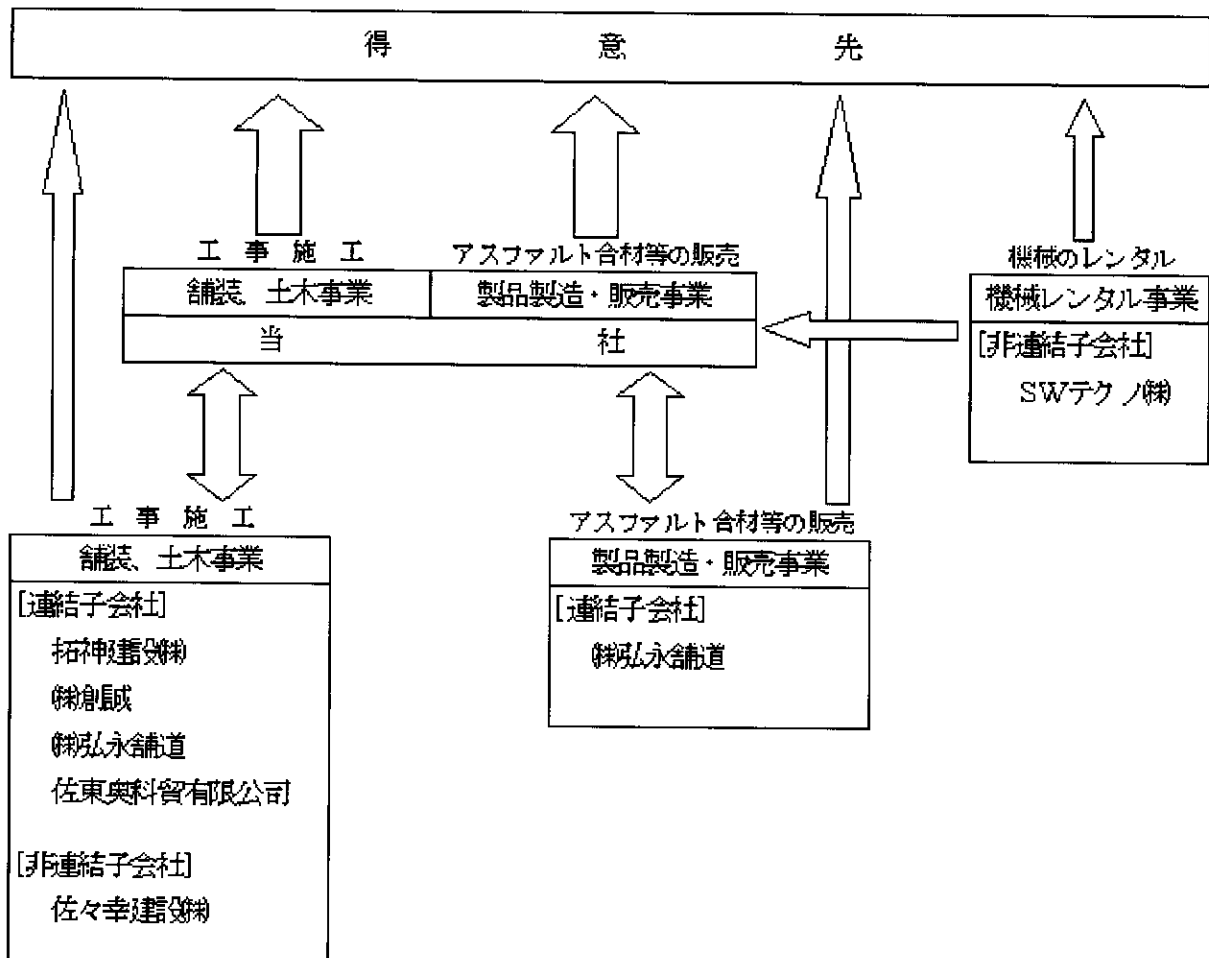 得意先
工事施工
アスファルト合材等の販売
機械のレンタル
舗装、土木事業
製品製造・販売事業
機械レンタル事業
当社
[非連結子会社]
SWテクノ㈱
工事施工
アスファルト合材等の販売
舗装、土木事業
製品製造・販売事業
[連結子会社]
拓神建設㈱
㈱創誠
㈱弘永舗道
佐東奥科貿有限公司
[非連結子会社]
佐々幸建設㈱
[連結子会社]
㈱弘永舗道